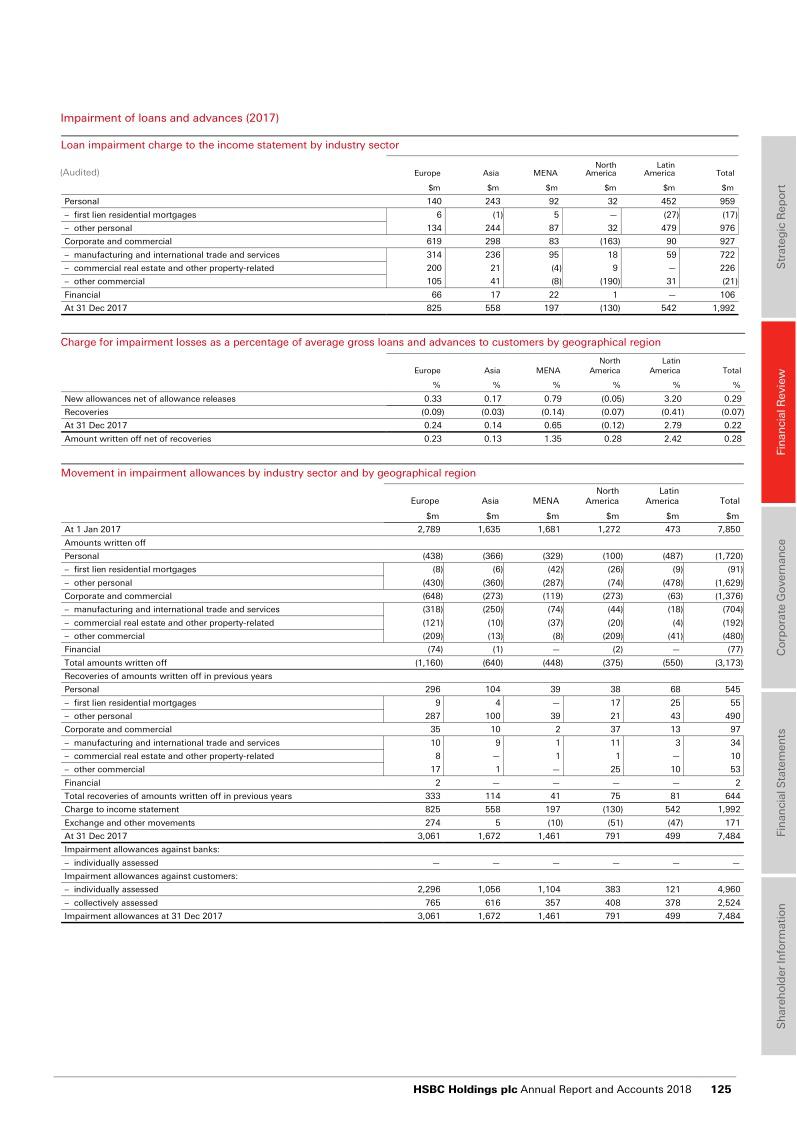 Impairment of loans and advances (2017)
Loan impairment charge to the income statement by industry sector
(Audited) Europe Asia MENA North America Latin America Total
$m $m $m $m $m $m
Personal 140 243 92 32 452 959
– first lien residential mortgages 6 (1) 5 — (27) (17)
– other personal 134 244 87 32 479 976
Corporate and commercial 619 298 83 (163) 90 927
– manufacturing and international trade and services 314 236 95 18 59 722
– commercial real estate and other property-related 200 21 (4) 9 — 226
– other commercial 105 41 (8) (190) 31 (21)
Financial 66 17 22 1 — 106
At 31 Dec 2017 825 558 197 (130) 542 1,992
Charge for impairment losses as a percentage of average gross loans and advances to customers by geographical region
Europe Asia MENA North America Latin America Total
% % % % % %
New allowances net of allowance releases 0.33 0.17 0.79 (0.05) 3.20 0.29
Recoveries (0.09) (0.03) (0.14) (0.07) (0.41) (0.07)
At 31 Dec 2017 0.24 0.14 0.65 (0.12) 2.79 0.22
Amount written off net of recoveries 0.23 0.13 1.35 0.28 2.42 0.28
Movement in impairment allowances by industry sector and by geographical region
Europe Asia MENA North America Latin America Total
$m $m $m $m $m $m
At 1 Jan 2017 2,789 1,635 1,681 1,272 473 7,850
Amounts written off
Personal (438) (366) (329) (100) (487) (1,720)
– first lien residential mortgages (8) (6) (42) (26) (9) (91)
– other personal (430) (360) (287) (74) (478) (1,629)
Corporate and commercial (648) (273) (119) (273) (63) (1,376)
– manufacturing and international trade and services (318) (250) (74) (44) (18) (704)
– commercial real estate and other property-related (121) (10) (37) (20) (4) (192)
– other commercial (209) (13) (8) (209) (41) (480)
Financial (74) (1) — (2) — (77)
Total amounts written off (1,160) (640) (448) (375) (550) (3,173)
Recoveries of amounts written off in previous years
Personal 296 104 39 38 68 545
– first lien residential mortgages 9 4 — 17 25 55
– other personal 287 100 39 21 43 490
Corporate and commercial 35 10 2 37 13 97
– manufacturing and international trade and services 10 9 1 11 3 34
– commercial real estate and other property-related 8 — 1 1 — 10
– other commercial 17 1 — 25 10 53
Financial 2 — — — — 2
Total recoveries of amounts written off in previous years 333 114 41 75 81 644
Charge to income statement 825 558 197 (130) 542 1,992
Exchange and other movements 274 5 (10) (51) (47) 171
At 31 Dec 2017 3,061 1,672 1,461 791 499 7,484
Impairment allowances against banks:
– individually assessed — — — — — —
Impairment allowances against customers:
– individually assessed 2,296 1,056 1,104 383 121 4,960
– collectively assessed 765 616 357 408 378 2,524
Impairment allowances at 31 Dec 2017 3,061 1,672 1,461 791 499 7,484
HSBC Holdings plc Annual Report and Accounts 2018 125
Strategic Report
Financial Review
Corporate Governance
Financial Statements
Shareholder Information